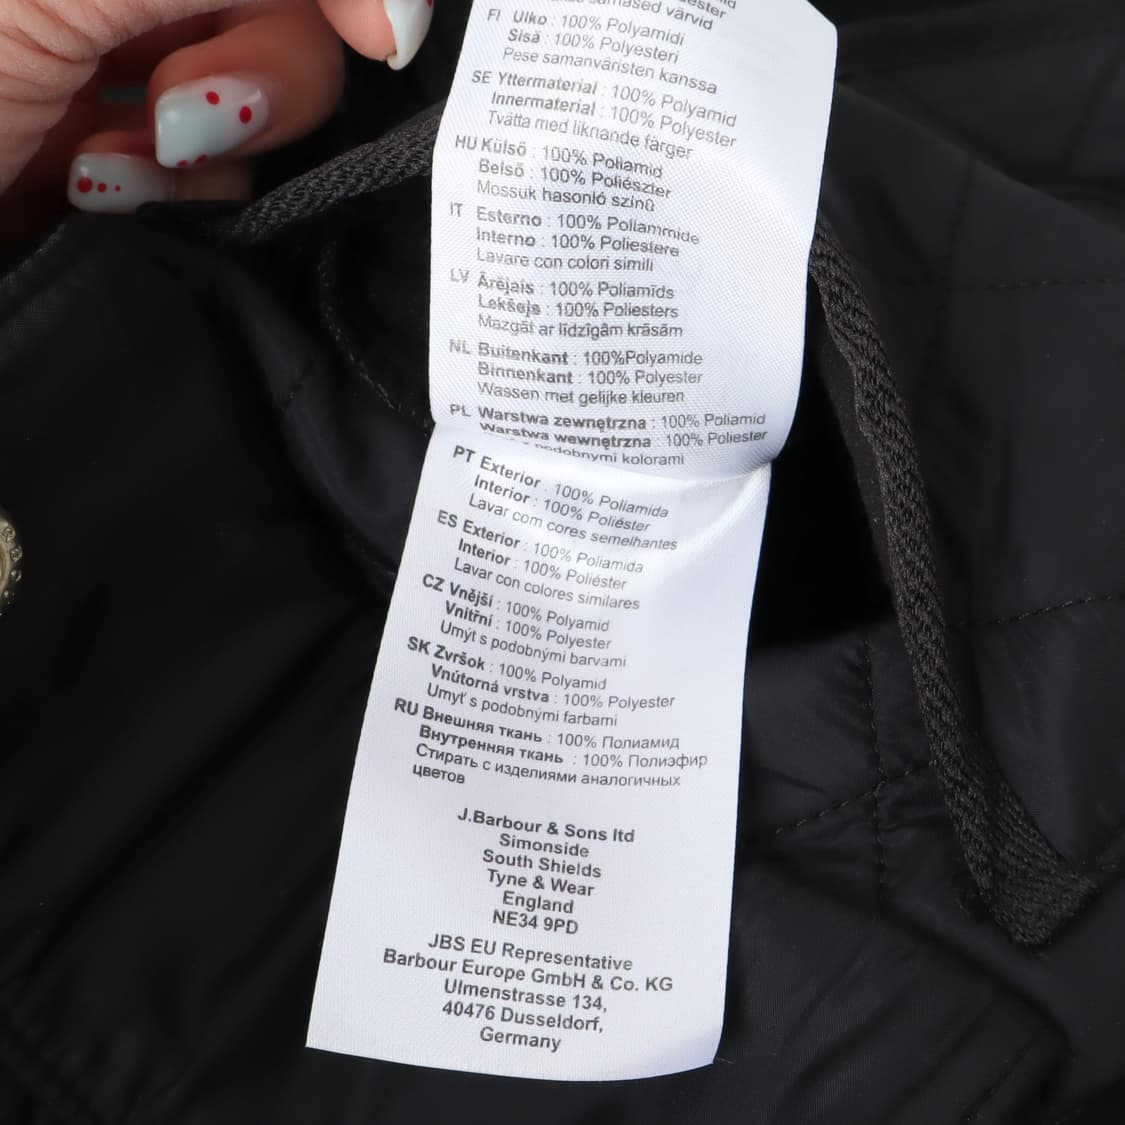 samased värvid
FI Ulko : 100% Polyamidi
Sisä : 100% Polyesteri
Pese samanväristen kanssa
SE Yttermaterial : 100% Polyamid
Innermaterial : 100% Polyester
Tvätta med liknande färger
HU Külső : 100% Poliamid
Belső : 100% Poliészter
Mossuk hasonló színű
IT Esterno : 100% Poliammide
Interno : 100% Poliestere
Lavare con colori simili
LV Ārējais : 100% Poliamīds
Lekšejs : 100% Poliesters
Mazgāt ar līdzīgām krāsām
NL Buitenkant : 100%Polyamide
Binnenkant : 100% Polyester
Wassen met gelijke kleuren
PL Warstwa zewnętrzna : 100% Poliamid
Warstwa wewnętrzna : 100% Poliester
podobnymi kolorami
PT Exterior : 100% Poliamida
Interior : 100% Poliéster
Lavar com cores semelhantes
ES Exterior : 100% Poliamida
Interior : 100% Poliéster
Lavar con colores similares
CZ Vnější : 100% Polyamid
Vnitřní : 100% Polyester
Umýt s podobnými barvami
SK Zvršok : 100% Polyamid
Vnútorná vrstva : 100% Polyester
Umyť s podobnými farbami
RU Внешняя ткань : 100% Полиамид
Внутренняя ткань : 100% Полиэфир
Стирать с изделиями аналогичных
цветов
J.Barbour & Sons ltd
Simonside
South Shields
Tyne & Wear
England
NE34 9PD
JBS EU Representative
Barbour Europe GmbH & Co. KG
Ulmenstrasse 134,
40476 Dusseldorf,
Germany